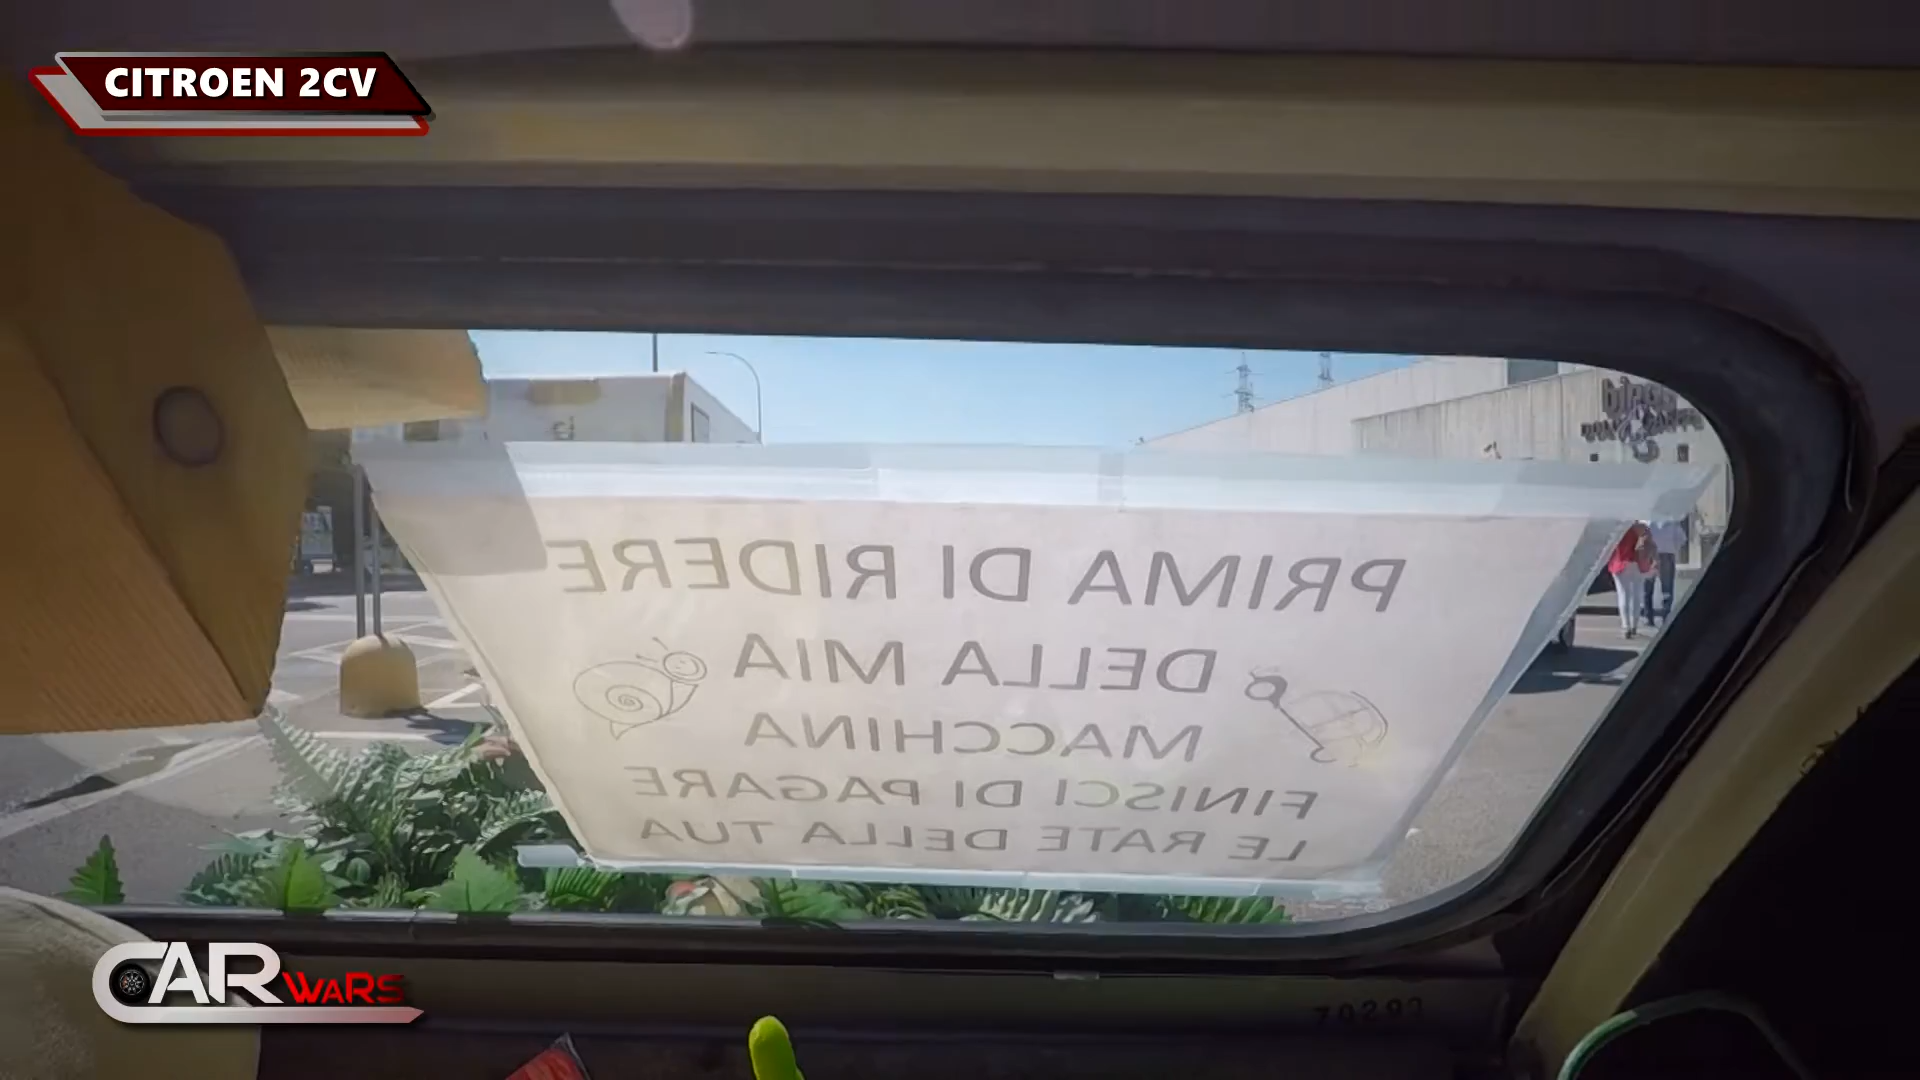 CITROEN 2CV
PRIMA DI RIDERE
DELLA MIA
MACCHINA
FINISCI DI PAGARE
LE RATE DELLA TUA
CAR WARS